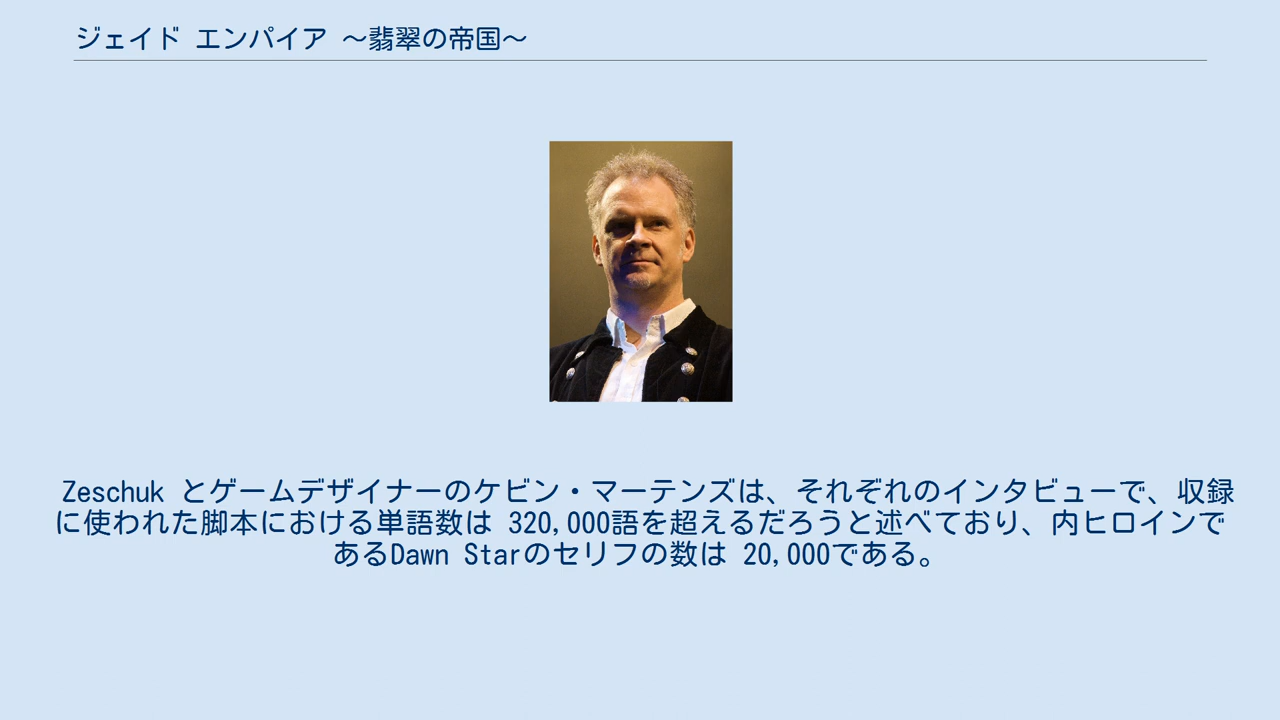 ジェイド エンパイア ～翡翠の帝国～
Zeschuk とゲームデザイナーのケビン・マーテンズは、それぞれのインタビューで、収録
に使われた脚本における単語数は 320,000語を超えるだろうと述べており、内ヒロインで
あるDawn Starのセリフの数は 20,000である。